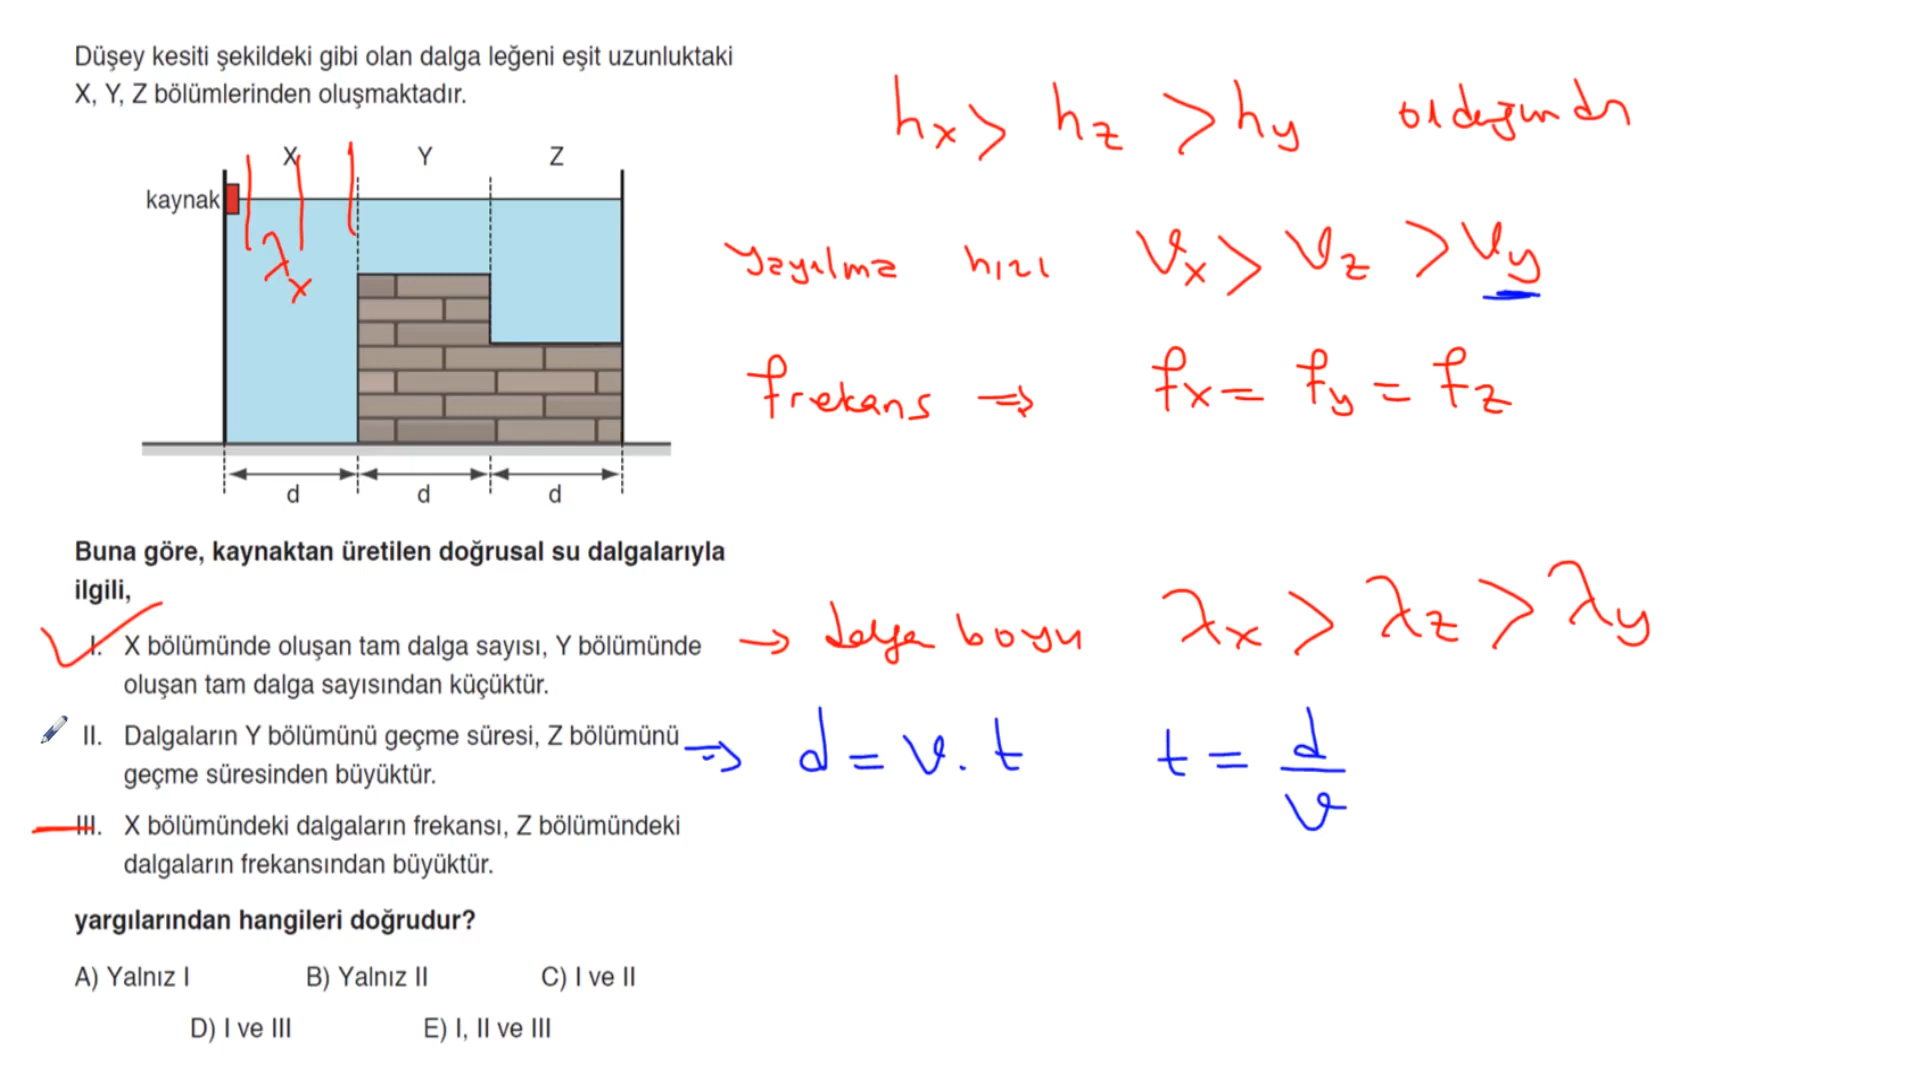 Düşey kesiti şekildeki gibi olan dalga leğeni eşit uzunluktaki
X, Y, Z bölümlerinden oluşmaktadır.
X Y Z
kaynak
λx
d d d
hx > hz > hy olduğundan
yayılma hızı vx > vz > vy
frekans ⇒ fx = fy = fz
Buna göre, kaynaktan üretilen doğrusal su dalgalarıyla
ilgili,
I. X bölümünde oluşan tam dalga sayısı, Y bölümünde
oluşan tam dalga sayısından küçüktür.
→ dalga boyu λx > λz > λy
II. Dalgaların Y bölümünü geçme süresi, Z bölümünü
geçme süresinden büyüktür.
⇒ d = v . t t = d/v
III. X bölümündeki dalgaların frekansı, Z bölümündeki
dalgaların frekansından büyüktür.
yargılarından hangileri doğrudur?
A) Yalnız I B) Yalnız II C) I ve II
D) I ve III E) I, II ve III